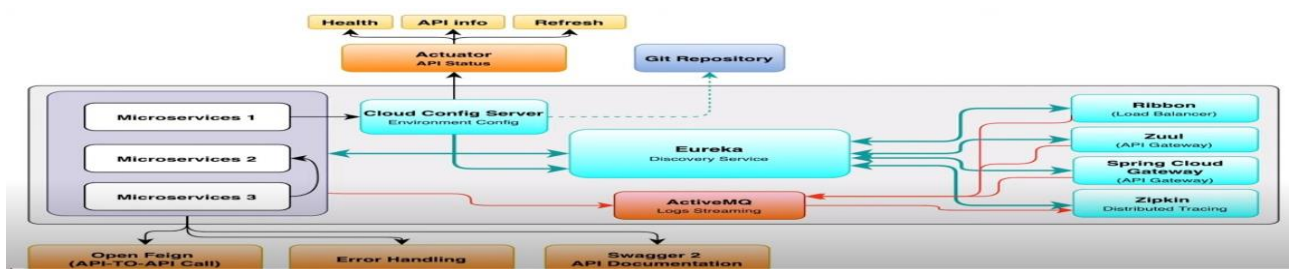 Health
API info
Refresh
Actuator
API Status
Git Repository
Microservices 1
Cloud Config Server
Environment Config
Ribbon
(Load Balancer)
Microservices 2
Eureka
Discovery Service
Zuul
(API Gateway)
Spring Cloud
Gateway
(API Gateway)
Microservices 3
ActiveMQ
Logs Streaming
Zipkin
Distributed Tracing
Open Feign
(API-TO-API Call)
Error Handling
Swagger 2
API Documentation